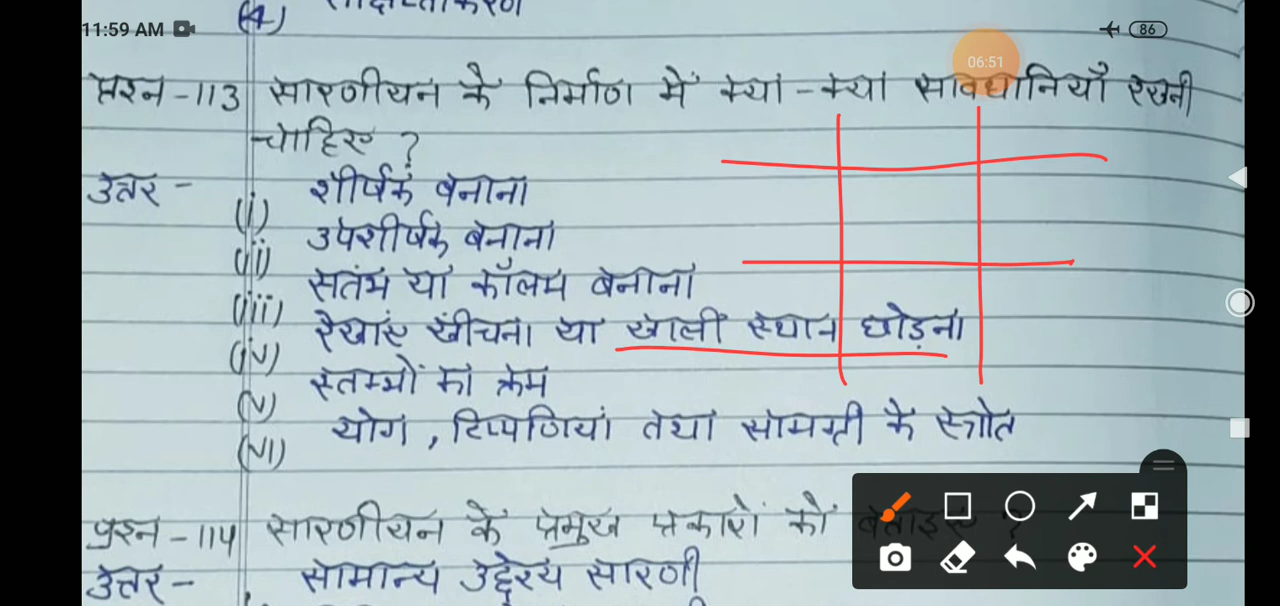 (4)
11:59 AM
86
06:51
प्रश्न-113 सारणीयन के निर्माण में क्या-क्या सावधानियाँ रखनी
चाहिए ?
उत्तर -
(i) शीर्षक बनाना
(ii) उपशीर्षक बनाना
(iii) सतंभ या कॉलम बनाना
(iv) रेखाएं खींचना या खाली स्थान छोड़ना
(v) स्तम्भों का क्रम
(vi) योग, टिप्पणियां तथा सामग्री के स्त्रोत
प्रश्न-114 सारणीयन के प्रमुख प्रकारों को बताइए ?
उत्तर- सामान्य उद्देश्य सारणी